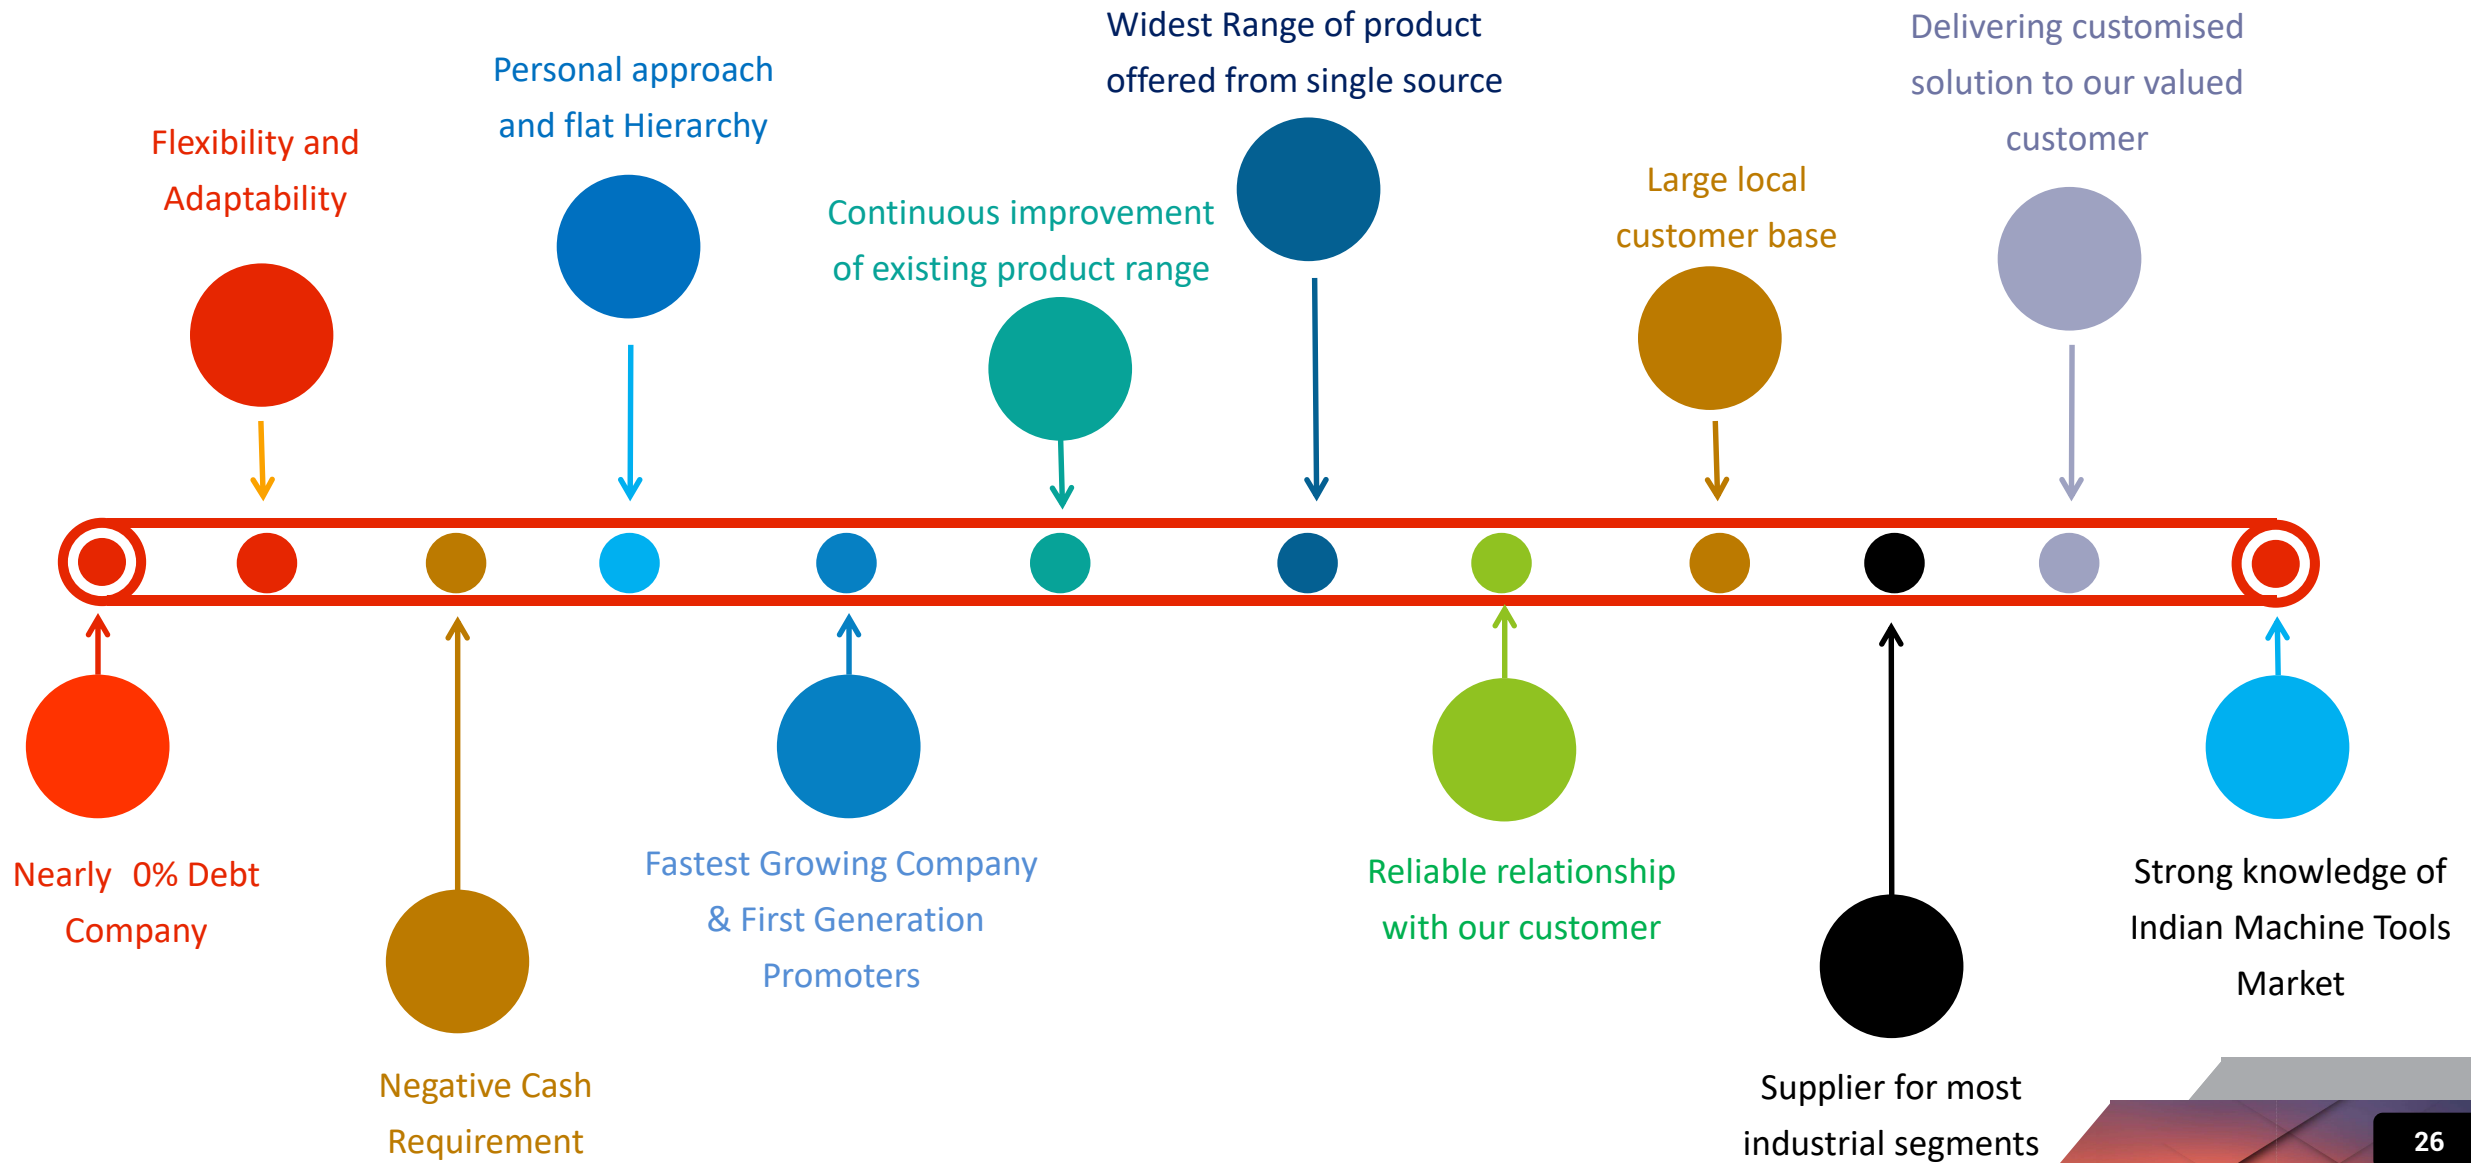 Widest Range of product
offered from single source
Delivering customised
solution to our valued
customer
Personal approach
and flat Hierarchy
Flexibility and
Adaptability
Large local
customer base
Continuous improvement
of existing product range
Nearly 0% Debt
Company
Fastest Growing Company
& First Generation
Promoters
Reliable relationship
with our customer
Strong knowledge of
Indian Machine Tools
Market
Negative Cash
Requirement
Supplier for most
industrial segments
26